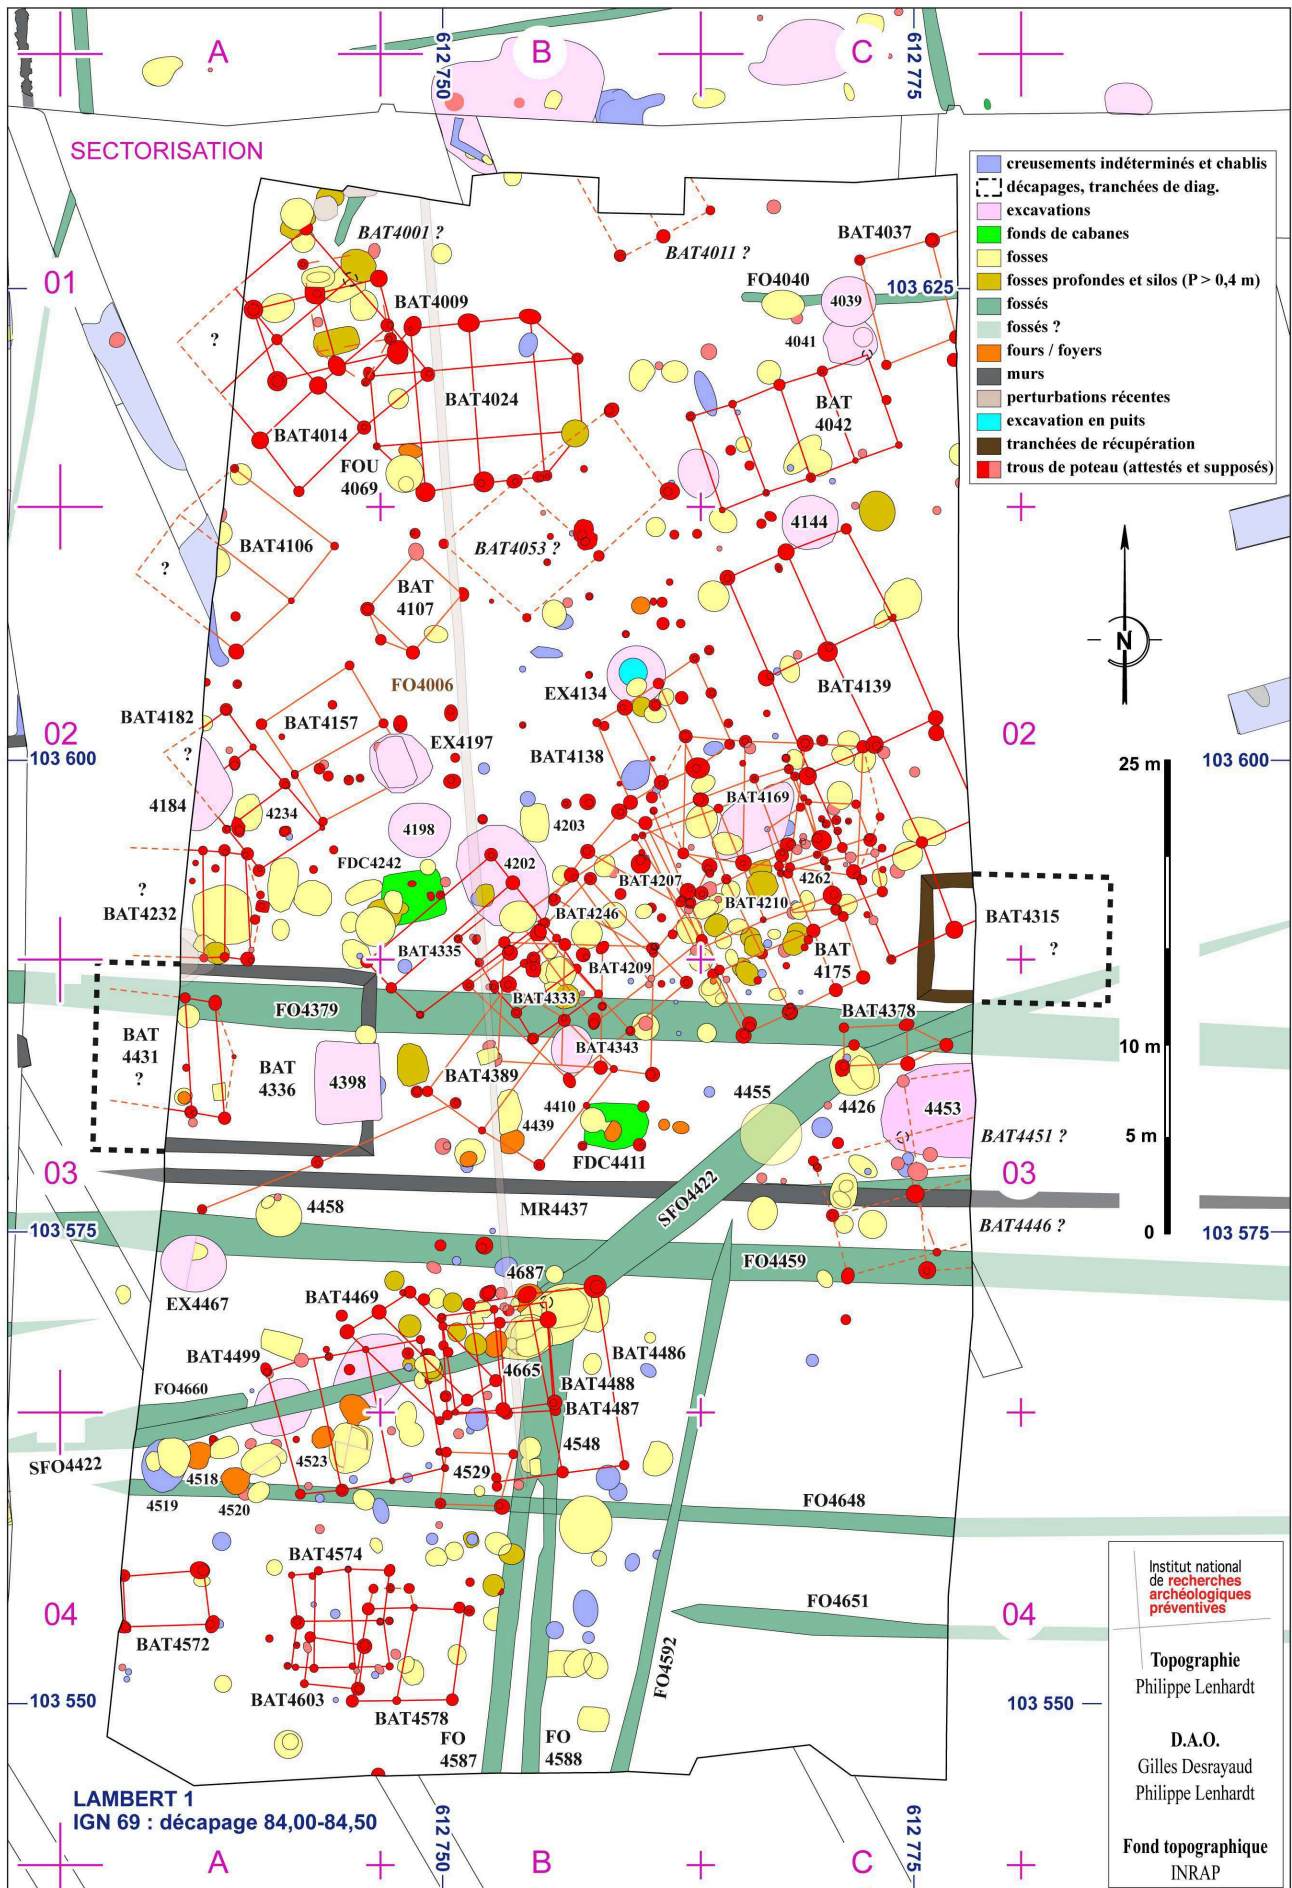 A
612 750
B
C
612 775
SECTORISATION
creusements indéterminés et chablis
décapages, tranchées de diag.
excavations
fonds de cabanes
fosses
fosses profondes et silos (P > 0,4 m)
fossés
fossés ?
fours / foyers
murs
perturbations récentes
excavation en puits
tranchées de récupération
trous de poteau (attestés et supposés)
BAT4001 ?
BAT4011 ?
BAT4037
01
FO4040
103 625
4039
BAT4009
4041
?
BAT4024
BAT
4042
BAT4014
FOU
4069
4144
BAT4106
BAT4053 ?
?
BAT
4107
N
FO4006
EX4134
BAT4139
BAT4182
BAT4157
02
?
EX4197
BAT4138
02
103 600
25 m
103 600
4184
4234
4198
4203
BAT4169
FDC4242
4202
BAT4207
4262
?
BAT4232
BAT4246
BAT4210
BAT4315
?
BAT4335
BAT4209
BAT
4175
BAT4333
FO4379
BAT4378
BAT
4431
?
BAT
4336
4398
BAT4389
BAT4343
10 m
4455
4410
4426
4453
4439
5 m
BAT4451 ?
FDC4411
03
03
SFO4422
MR4437
4458
BAT4446 ?
103 575
0
103 575
FO4459
EX4467
4687
BAT4469
BAT4499
4665
BAT4486
BAT4488
FO4660
BAT4487
SFO4422
4518
4523
4548
4529
4519
4520
FO4648
BAT4574
FO4651
04
04
BAT4572
FO4592
BAT4603
BAT4578
103 550
103 550
FO
4587
FO
4588
Institut national
de recherches
archéologiques
préventives
Topographie
Philippe Lenhardt
D.A.O.
Gilles Desrayaud
Philippe Lenhardt
Fond topographique
INRAP
LAMBERT 1
IGN 69 : décapage 84,00-84,50
A
612 750
B
C
612 775